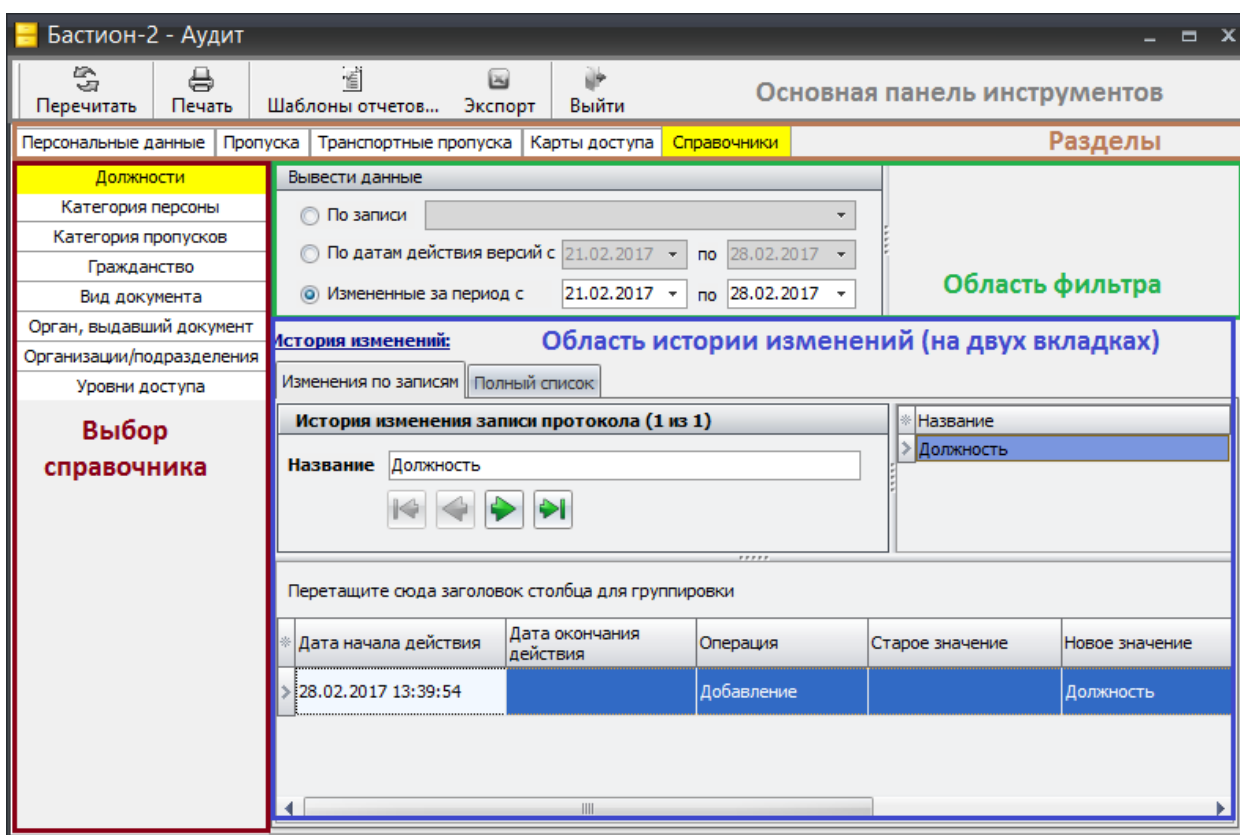 Бастион-2 - Аудит
Перечитать Печать Шаблоны отчетов... Экспорт Выйти Основная панель инструментов
Персональные данные Пропуска Транспортные пропуска Карты доступа Справочники Разделы
Должности
Категория персоны
Категория пропусков
Гражданство
Вид документа
Орган, выдавший документ
Организации/подразделения
Уровни доступа
Выбор
справочника
Вывести данные
По записи
По датам действия версий с 21.02.2017 по 28.02.2017
Измененные за период с 21.02.2017 по 28.02.2017
Область фильтра
История изменений: Область истории изменений (на двух вкладках)
Изменения по записям Полный список
История изменения записи протокола (1 из 1)
Название Должность
Название
Должность
Перетащите сюда заголовок столбца для группировки
Дата начала действия Дата окончания действия Операция Старое значение Новое значение
28.02.2017 13:39:54 Добавление Должность